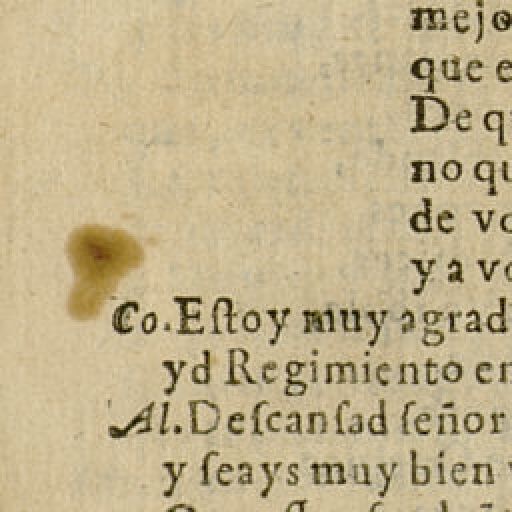 mejo
que e
De qu
no qu
de vo
y a vo
Co. Eſtoy muy agrad
yd Regimiento en
Al. Deſcanſad ſeñor
y ſeays muy bien v